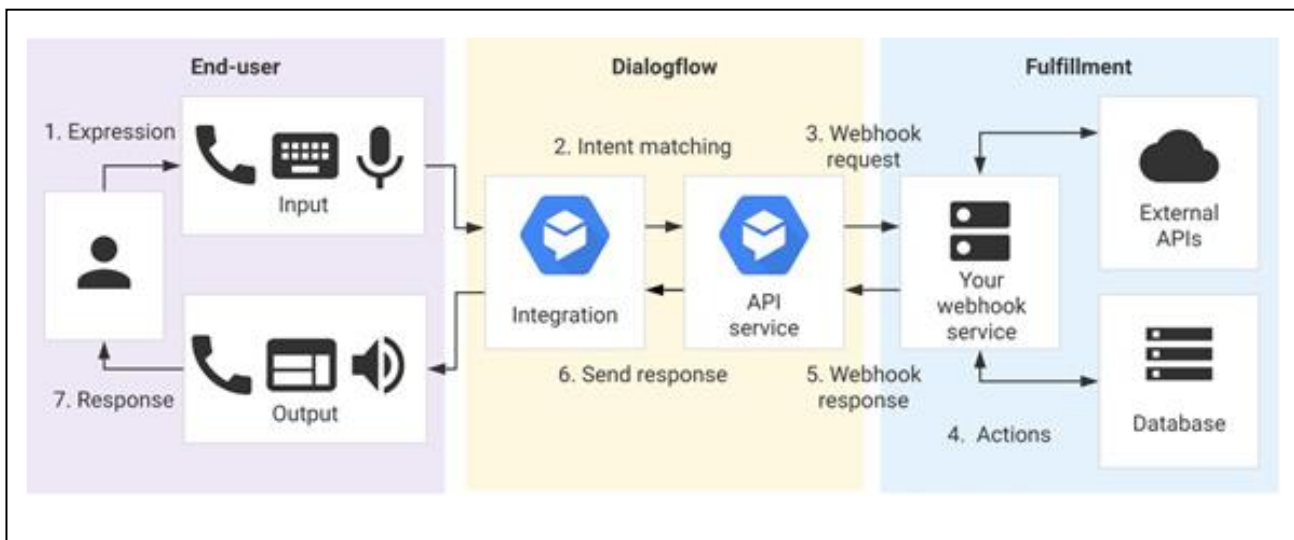 End-user
Dialogflow
Fulfillment
1. Expression
Input
Output
7. Response
2. Intent matching
Integration
API
service
6. Send response
3. Webhook
request
Your
webhook
service
5. Webhook
response
4. Actions
External
APIs
Database